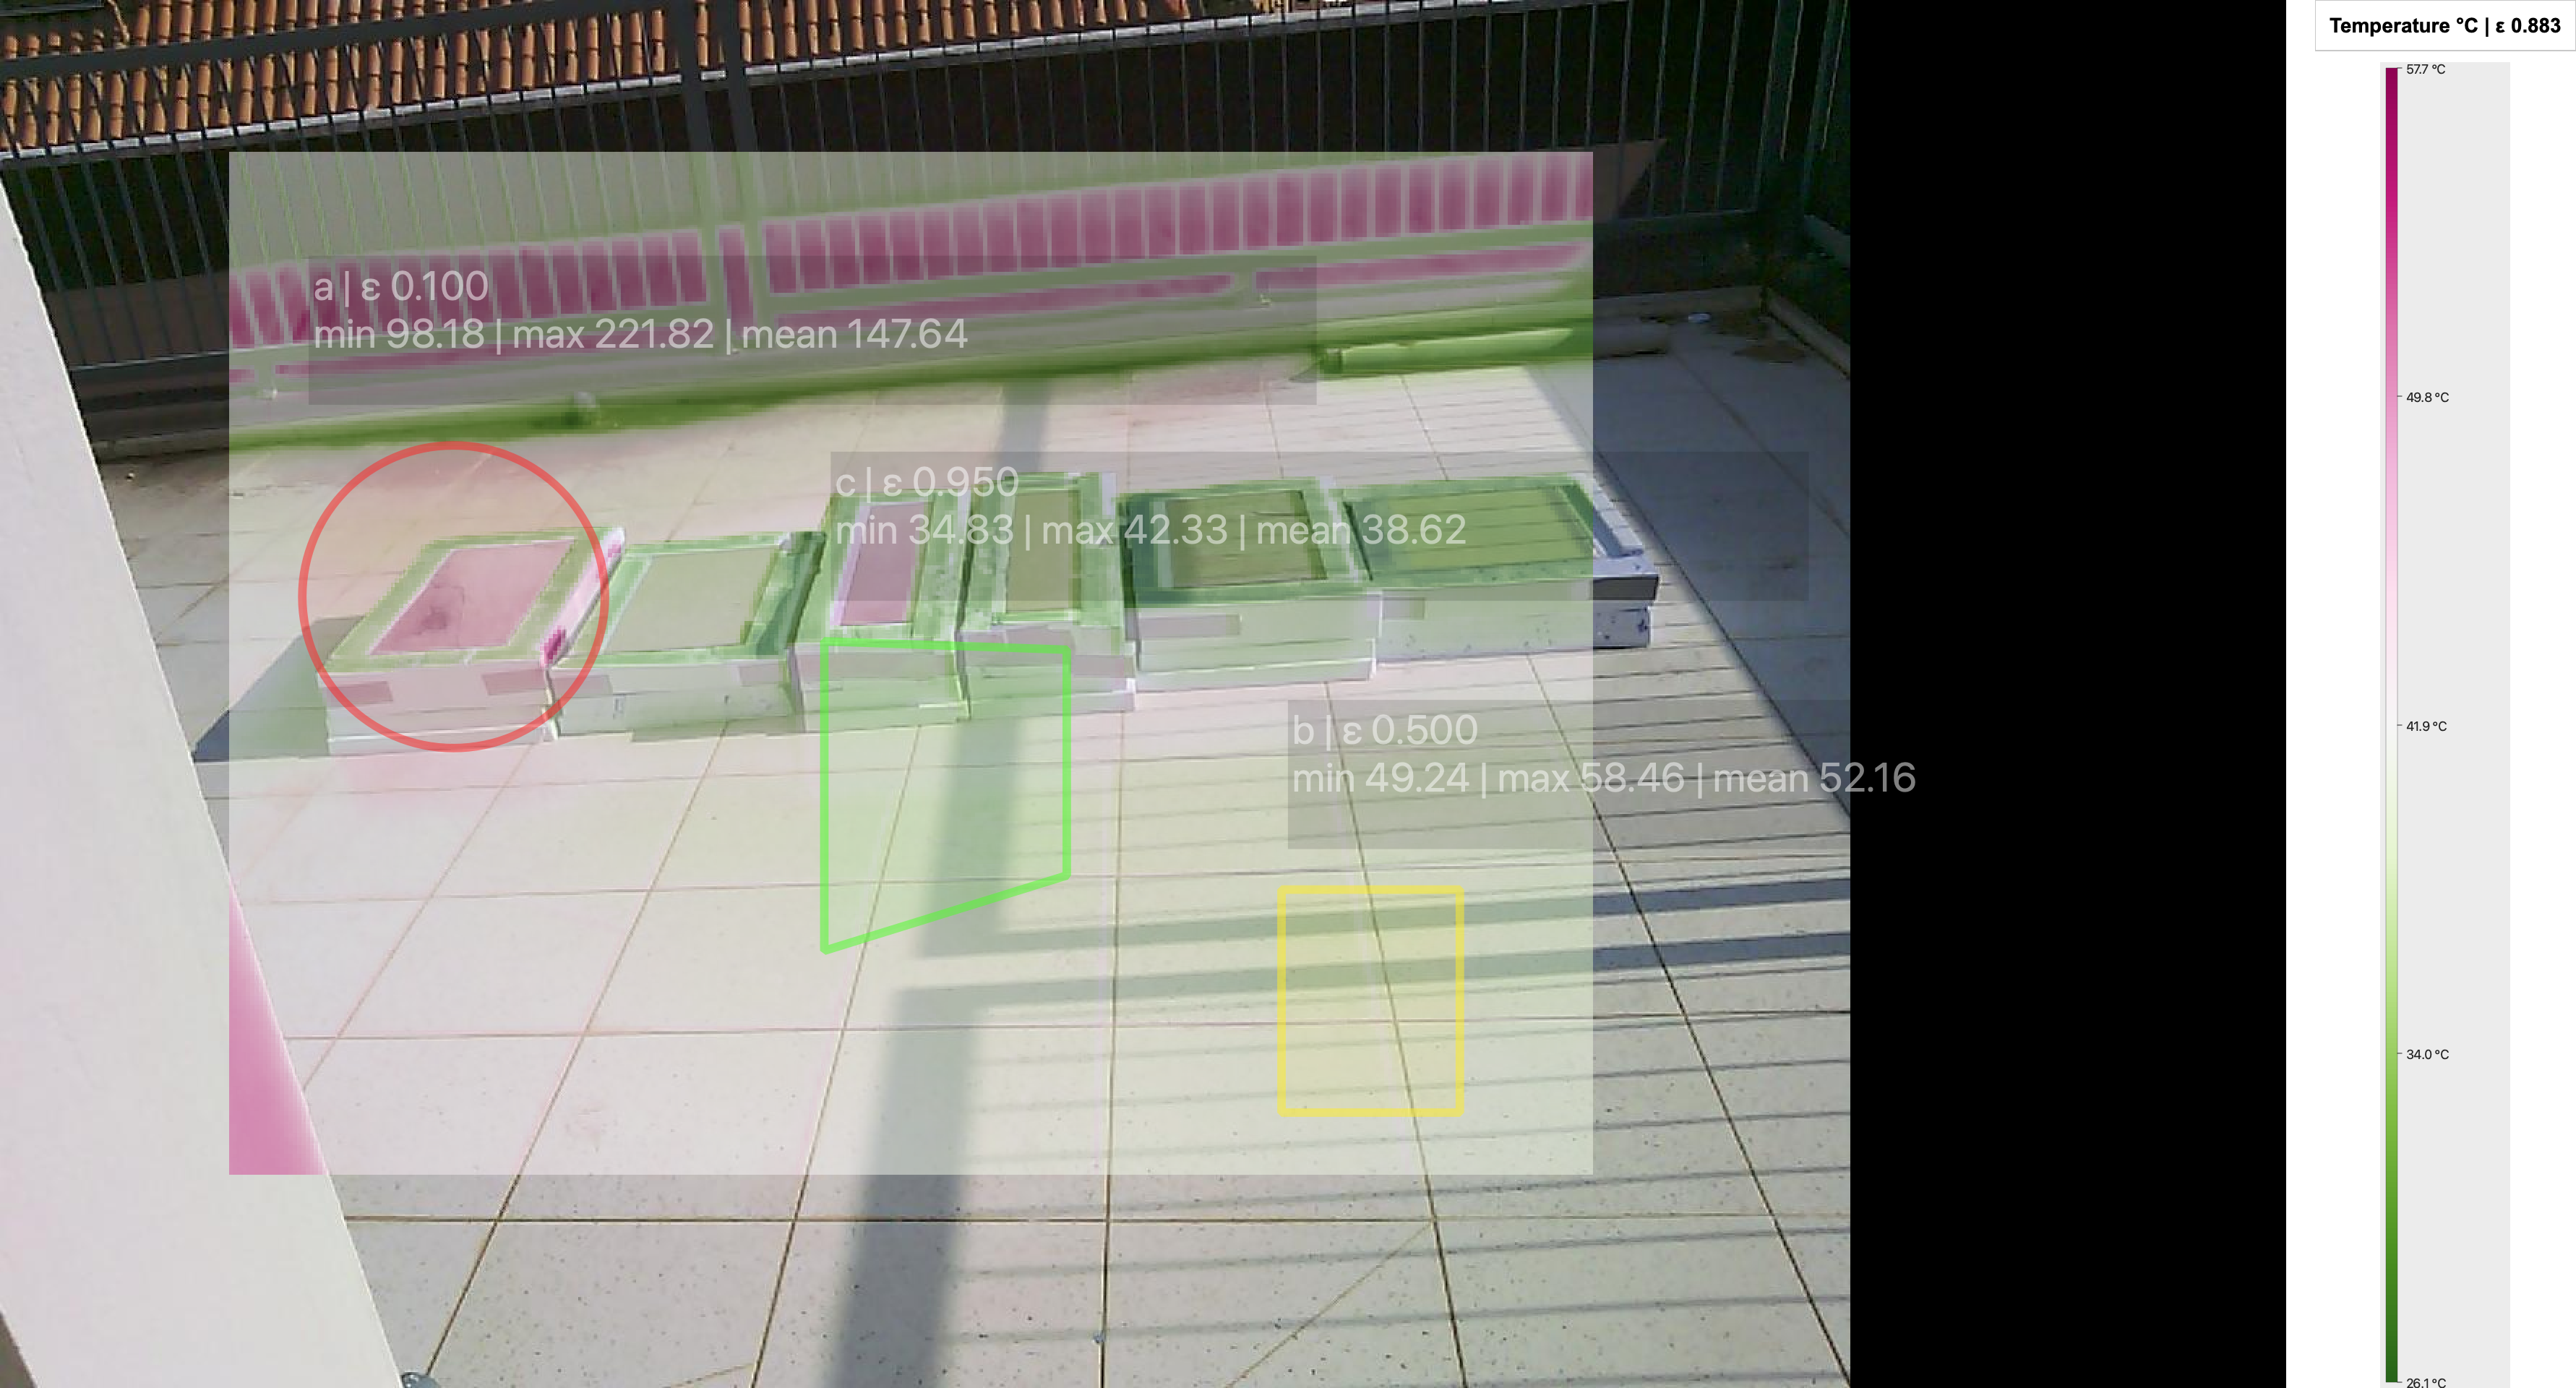 Temperature °C | ε 0.883
57.7 °C
a | ε 0.100
min 98.18 | max 221.82 | mean 147.64
49.8 °C
c | ε 0.950
min 34.83 | max 42.33 | mean 38.62
b | ε 0.500
41.9 °C
min 49.24 | max 58.46 | mean 52.16
34.0 °C
26.1 °C